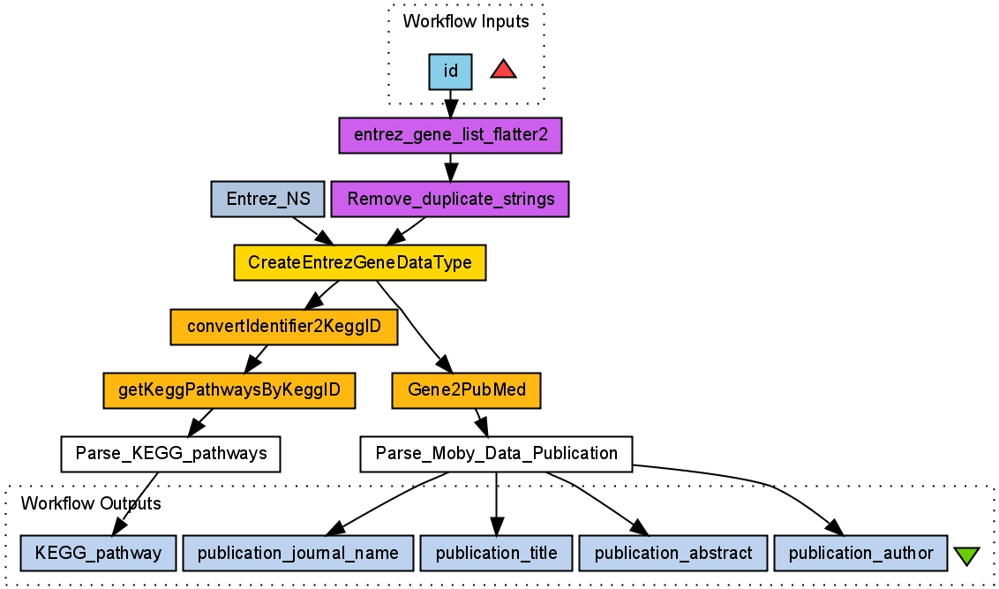 Workflow Inputs
id
entrez_gene_list_flatter2
Entrez_NS
Remove_duplicate_strings
CreateEntrezGeneDataType
convertIdentifier2KeggID
getKeggPathwaysByKeggID
Gene2PubMed
Parse_KEGG_pathways
Parse_Moby_Data_Publication
Workflow Outputs
KEGG_pathway
publication_journal_name
publication_title
publication_abstract
publication_author